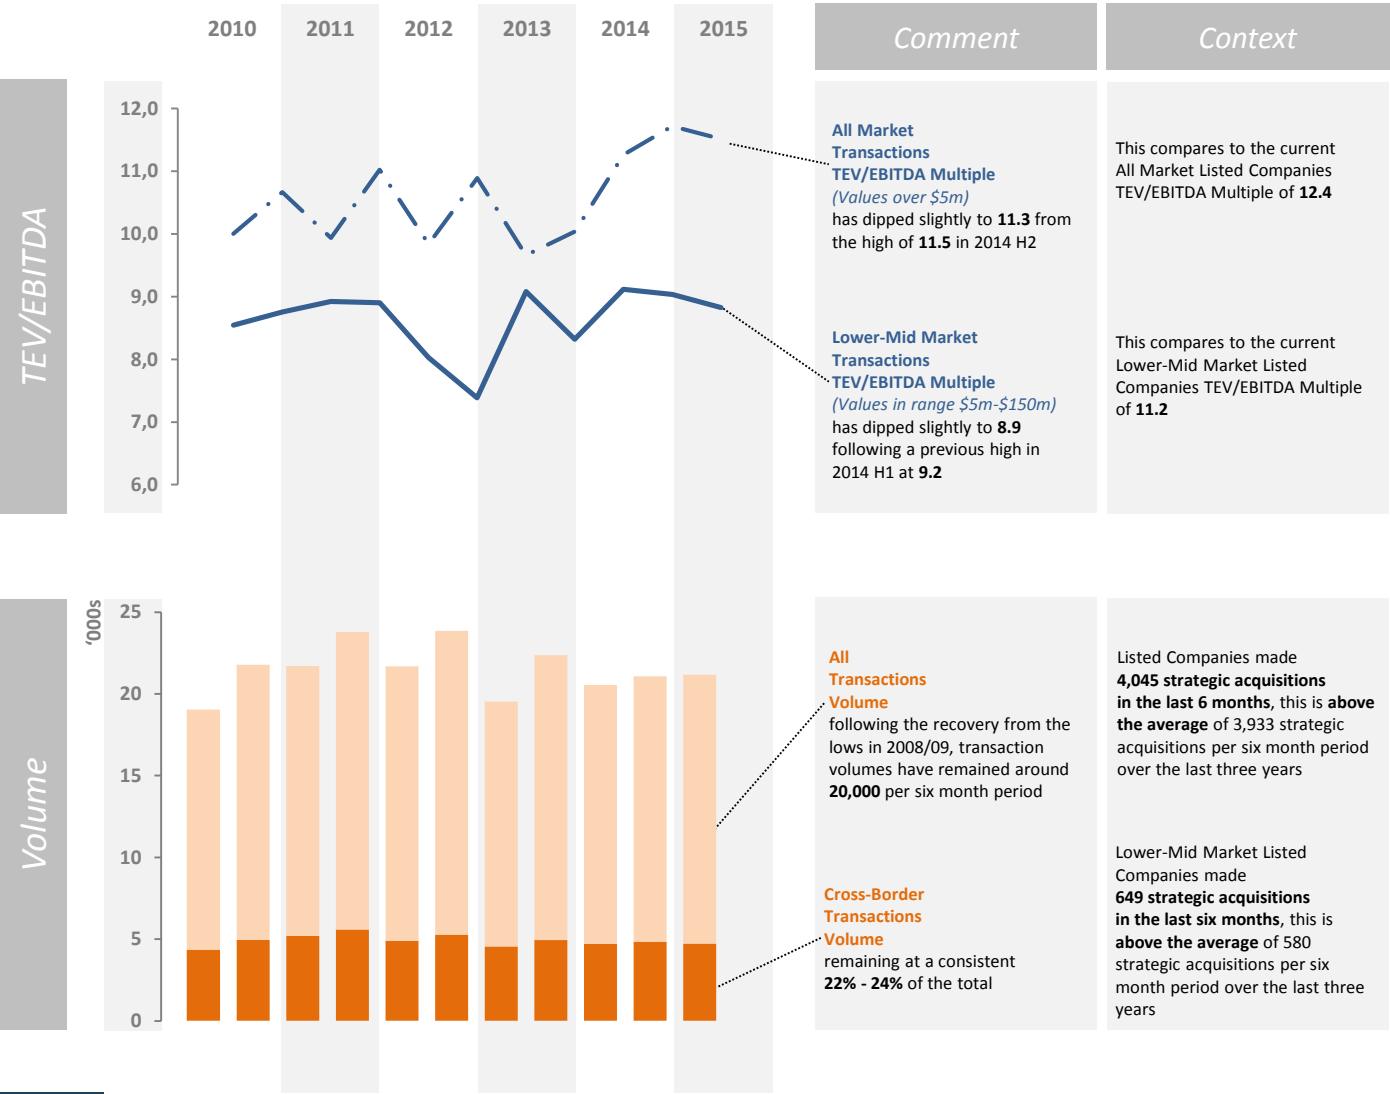 2010 2011 2012 2013 2014 2015
Comment
Context
TEV/EBITDA
12,0
11,0
10,0
9,0
8,0
7,0
6,0
All Market
Transactions
TEV/EBITDA Multiple
(Values over $5m)
has dipped slightly to 11.3 from
the high of 11.5 in 2014 H2
This compares to the current
All Market Listed Companies
TEV/EBITDA Multiple of 12.4
Lower-Mid Market
Transactions
TEV/EBITDA Multiple
(Values in range $5m-$150m)
has dipped slightly to 8.9
following a previous high in
2014 H1 at 9.2
This compares to the current
Lower-Mid Market Listed
Companies TEV/EBITDA Multiple
of 11.2
Volume
'000s
25
20
15
10
5
0
All
Transactions
Volume
following the recovery from the
lows in 2008/09, transaction
volumes have remained around
20,000 per six month period
Listed Companies made
4,045 strategic acquisitions
in the last 6 months, this is above
the average of 3,933 strategic
acquisitions per six month period
over the last three years
Cross-Border
Transactions
Volume
remaining at a consistent
22% - 24% of the total
Lower-Mid Market Listed
Companies made
649 strategic acquisitions
in the last six months, this is
above the average of 580
strategic acquisitions per six
month period over the last three
years